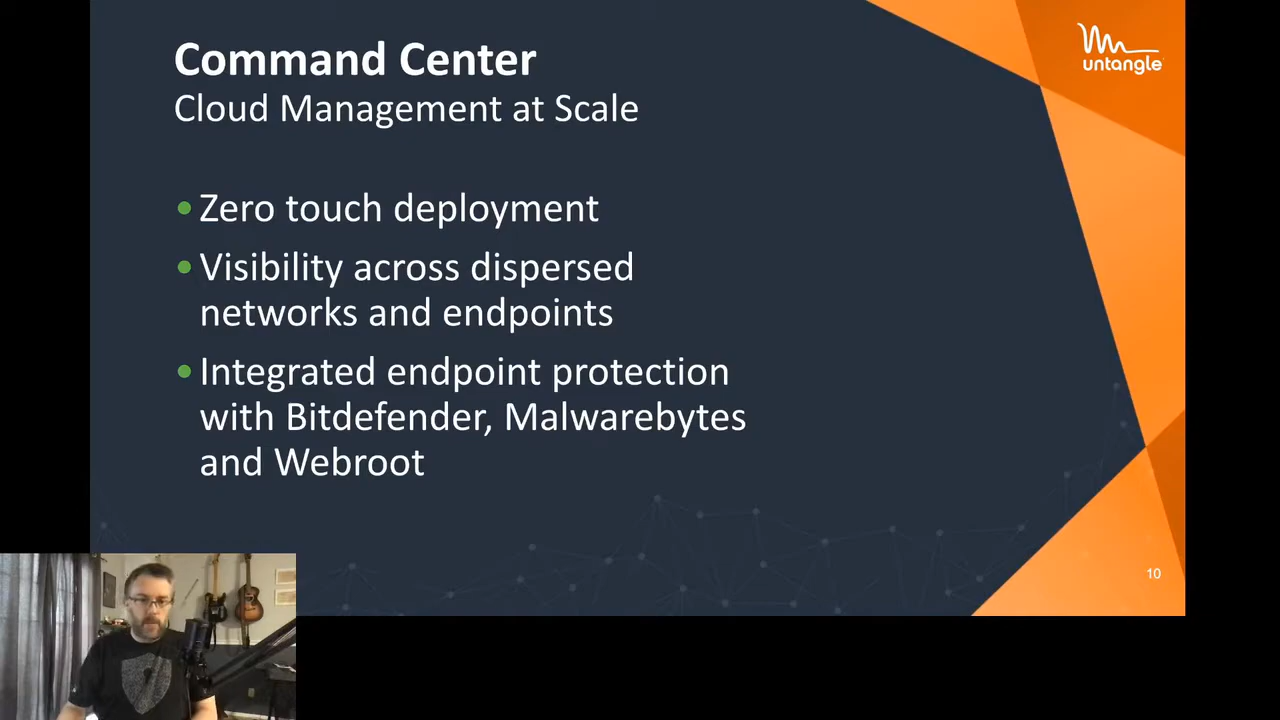 Command Center
untangle
Cloud Management at Scale
•Zero touch deployment
•Visibility across dispersed
networks and endpoints
•Integrated endpoint protection
with Bitdefender, Malwarebytes
and Webroot
10